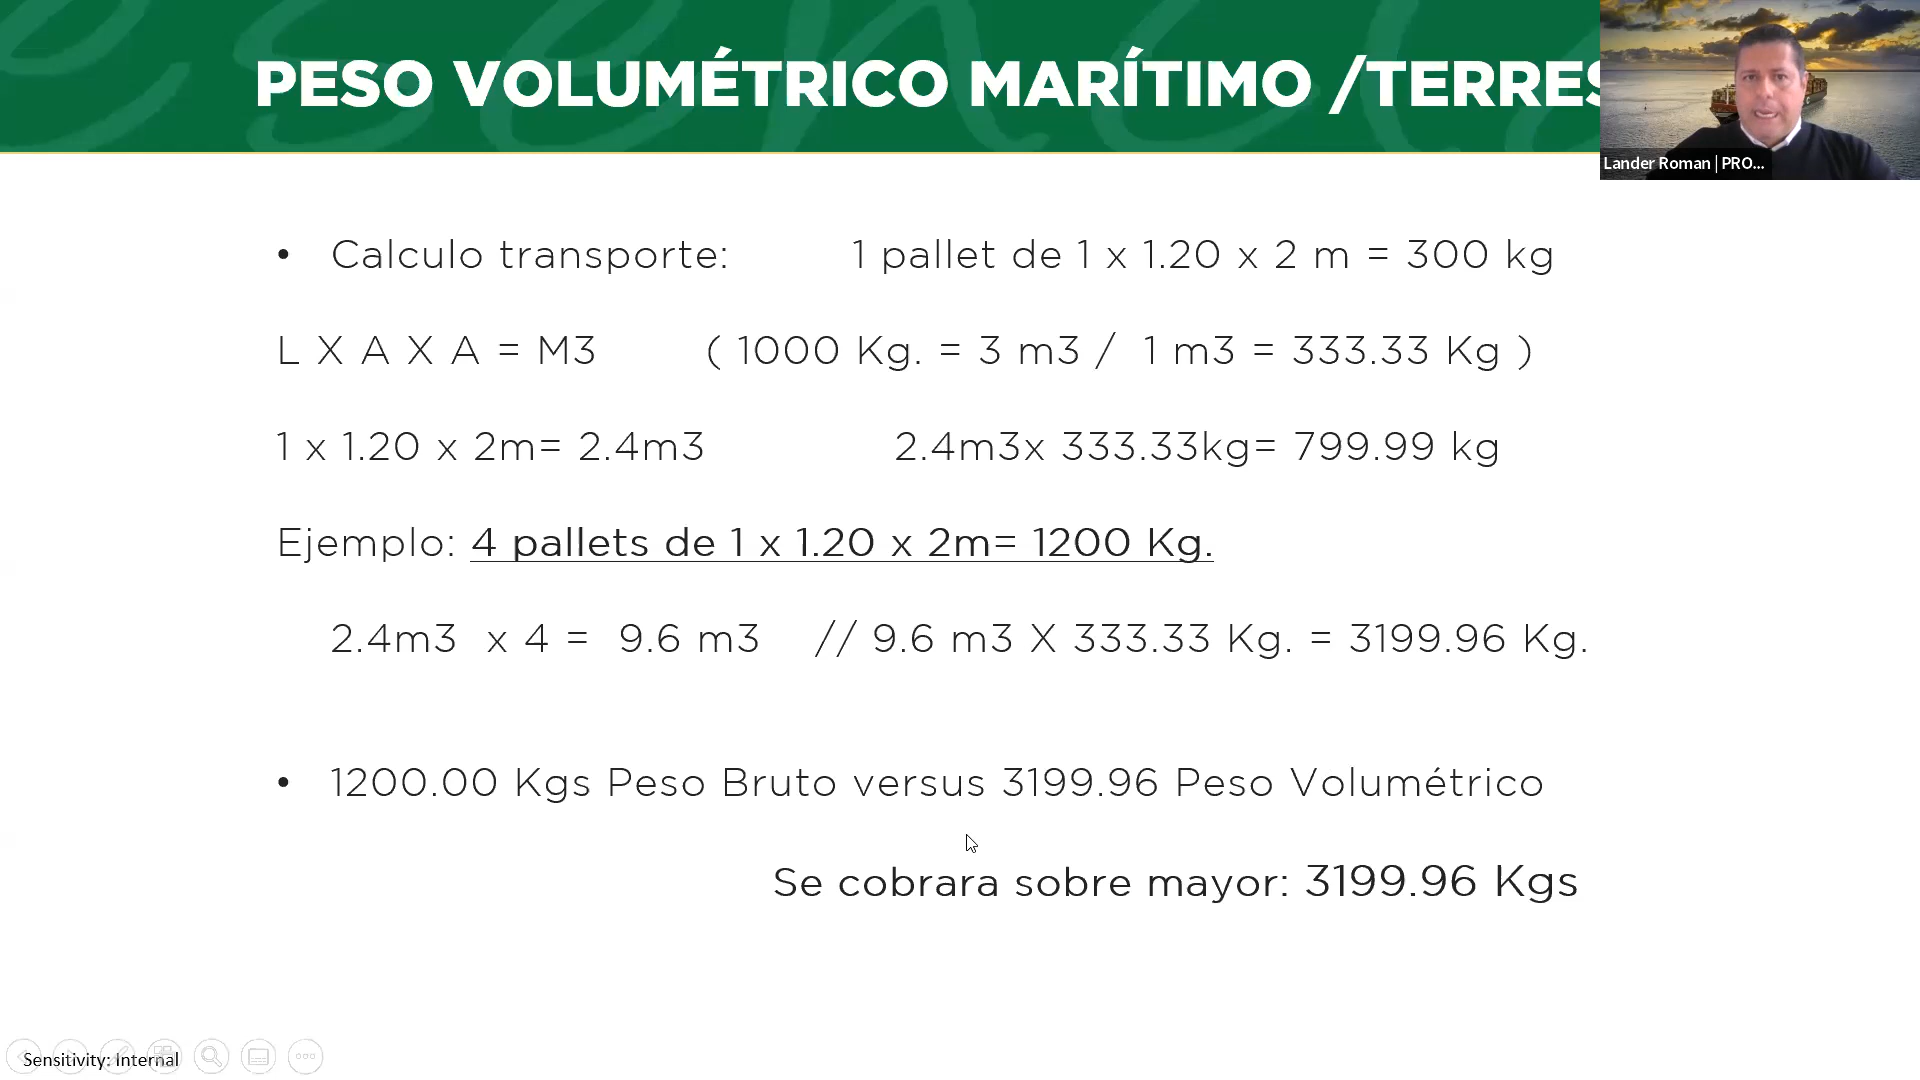 PESO VOLUMÉTRICO MARÍTIMO /TERRES
Lander Roman | PRO...
• Calculo transporte: 1 pallet de 1 x 1.20 x 2 m = 300 kg
L X A X A = M3 ( 1000 Kg. = 3 m3 / 1 m3 = 333.33 Kg )
1 x 1.20 x 2m= 2.4m3 2.4m3x 333.33kg= 799.99 kg
Ejemplo: 4 pallets de 1 x 1.20 x 2m= 1200 Kg.
2.4m3 x 4 = 9.6 m3 // 9.6 m3 X 333.33 Kg. = 3199.96 Kg.
• 1200.00 Kgs Peso Bruto versus 3199.96 Peso Volumétrico
Se cobrara sobre mayor: 3199.96 Kgs
Sensitivity: Internal